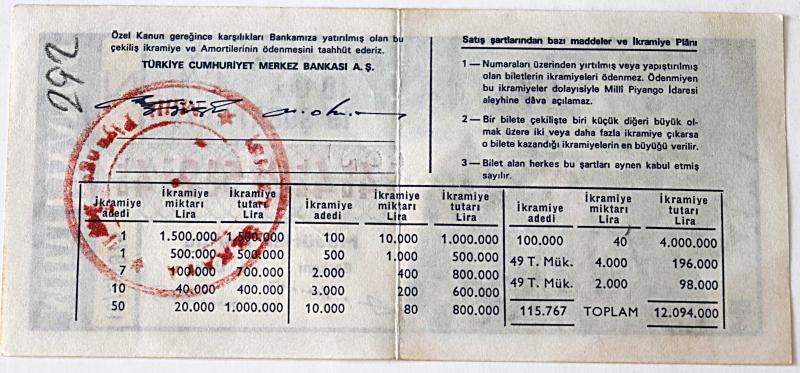 292
Özel Kanun gereğince karşılıkları Bankamıza yatırılmış olan bu
çekiliş ikramiye ve Amortilerinin ödenmesini taahhüt ederiz.
TÜRKİYE CUMHURİYET MERKEZ BANKASI A. Ş.
Satış şartlarından bazı maddeler ve İkramiye Plânı
1 — Numaraları üzerinden yırtılmış veya yapıştırılmış
olan biletlerin ikramiyeleri ödenmez. Ödenmiyen
bu ikramiyeler dolayısiyle Millî Piyango İdaresi
aleyhine dâva açılamaz.
2 — Bir bilete çekilişte biri küçük diğeri büyük ol-
mak üzere iki veya daha fazla ikramiye çıkarsa
o bilete kazandığı ikramiyelerin en büyüğü verilir.
3 — Bilet alan herkes bu şartları aynen kabul etmiş
sayılır.
İkramiye adedi İkramiye miktarı Lira İkramiye tutarı Lira
1 1.500.000 1.500.000
1 500.000 500.000
7 100.000 700.000
10 40.000 400.000
50 20.000 1.000.000
İkramiye adedi İkramiye miktarı Lira İkramiye tutarı Lira
100 10.000 1.000.000
500 1.000 500.000
2.000 400 800.000
3.000 200 600.000
10.000 80 800.000
İkramiye adedi İkramiye miktarı Lira İkramiye tutarı Lira
100.000 40 4.000.000
49 T. Mük. 4.000 196.000
49 T. Mük. 2.000 98.000
115.767 TOPLAM 12.094.000